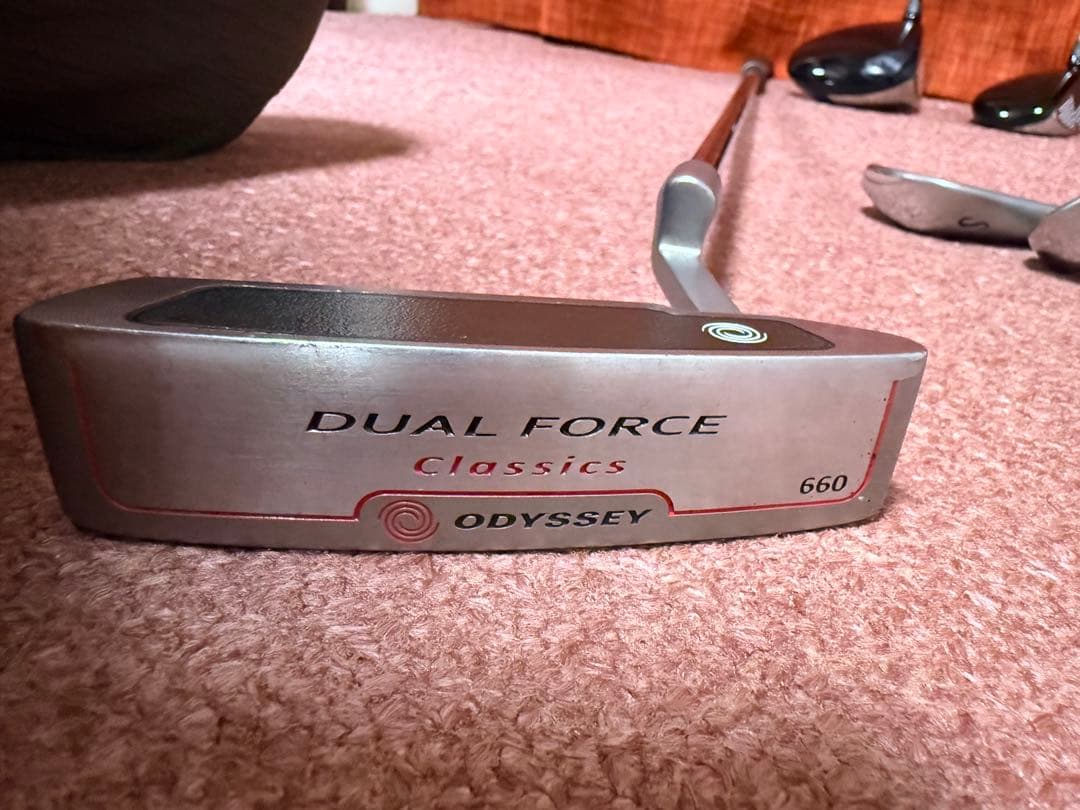 DUAL FORCE
Classics
660
ODYSSEY
S